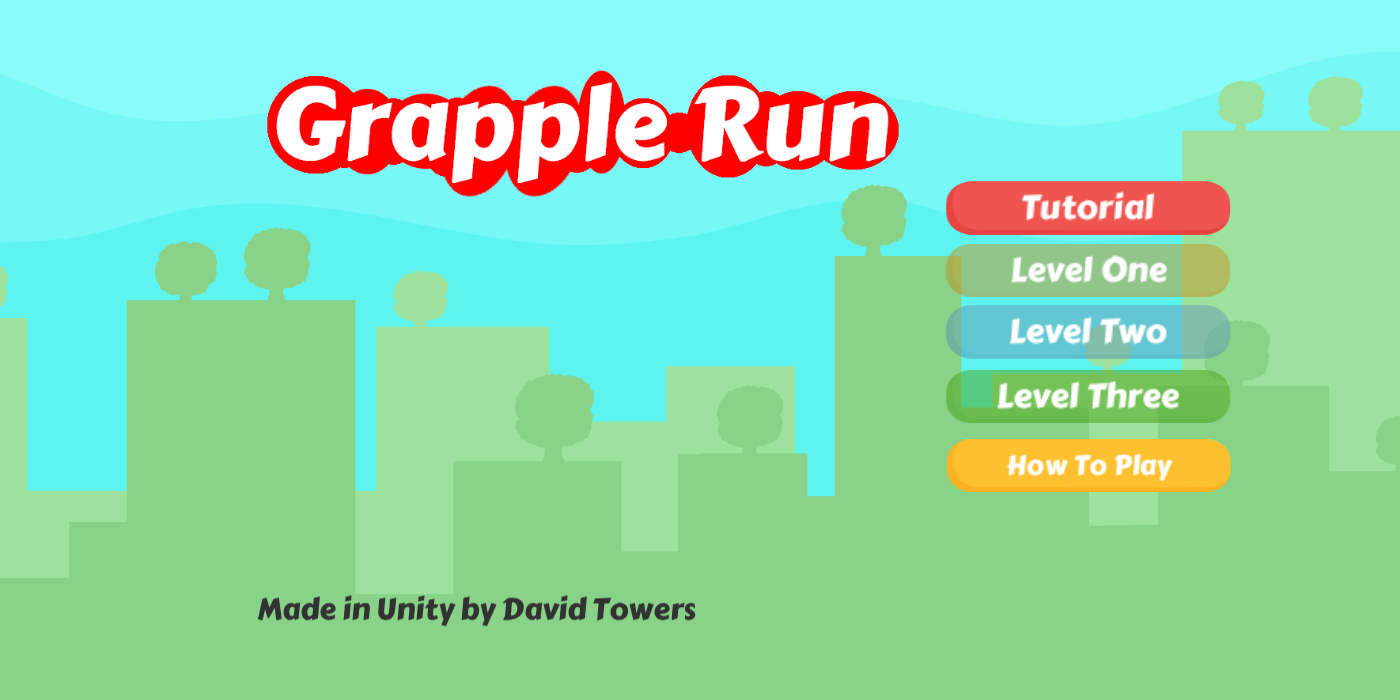 Grapple Run
Tutorial
Level One
Level Two
Level Three
How To Play
Made in Unity by David Towers